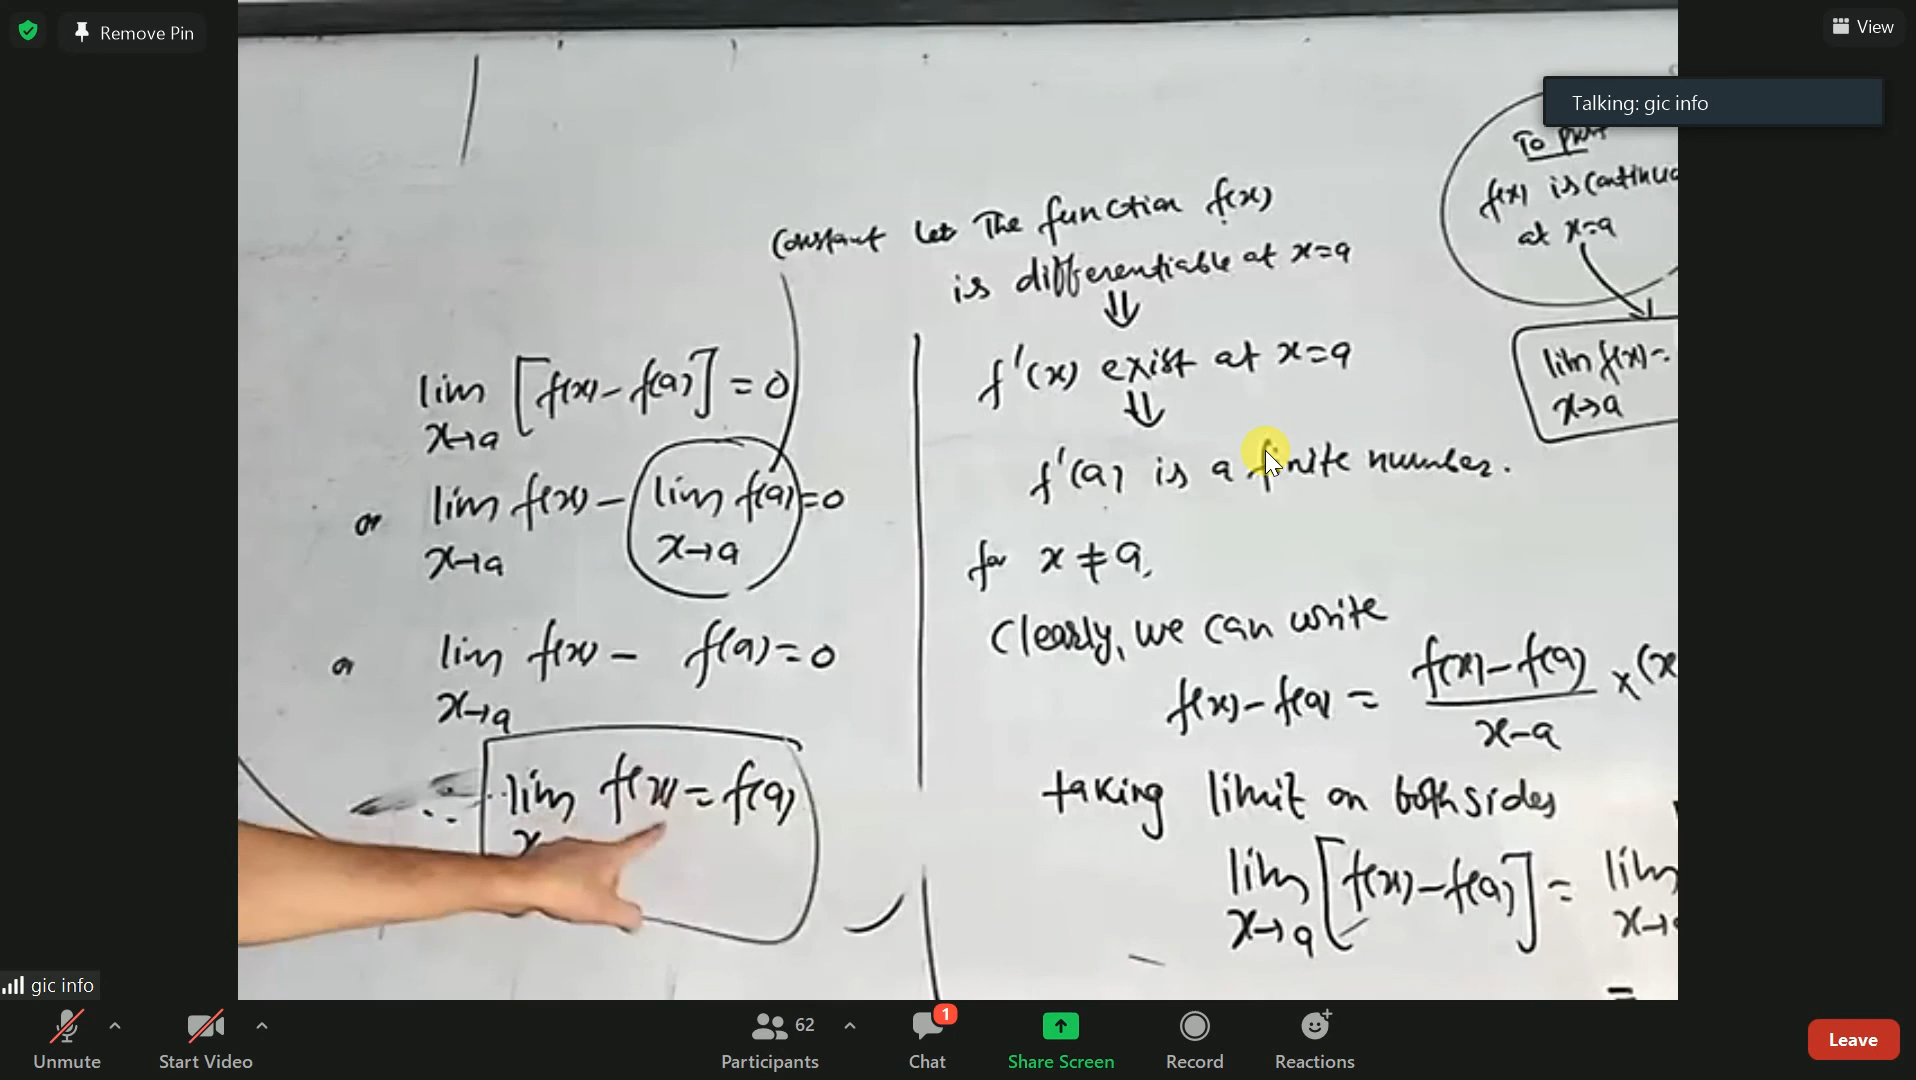 Remove Pin
View
Talking: gic info
To
f(x) is continuo
at x=a
lim f(x)=
x→a
Constant Let The function f(x)
is differentiable at x=a
⇓
f'(x) exist at x=a
⇓
f'(a) is a finite number.
for x ≠ a,
Clearly, we can write
f(x)-f(a) = f(x)-f(a) / x-a ×(x
taking limit on both sides
lim [f(x)-f(a)] = lim
x→a x→
=
lim [f(x)-f(a)] = 0
x→a
or lim f(x) - lim f(a)=0
x→a x→a
or lim f(x) - f(a)=0
x→a
lim f(x) = f(a)
x
gic info
Unmute
Start Video
62
Participants
1
Chat
Share Screen
Record
Reactions
Leave